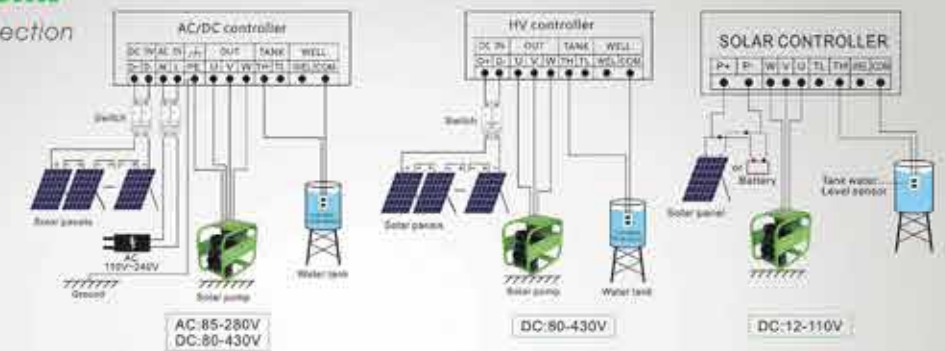 ection
AC/DC controller
DC IN AC IN OUT TANK WELL
D+ D- N L PE U V W TH TL WEL COM
Switch
Solar panels
AC
110V~240V
Ground
Solar pump
Water tank
AC:85-280V
DC:80-430V
HV controller
DC IN OUT TANK WELL
D+ D- U V W TH TL WEL COM
Switch
Solar panels
Solar pump
Water tank
DC:80-430V
SOLAR CONTROLLER
P+ P- W V U TL TH WEL COM
or
Battery
Solar panel
Tank water
Level sensor
DC:12-110V